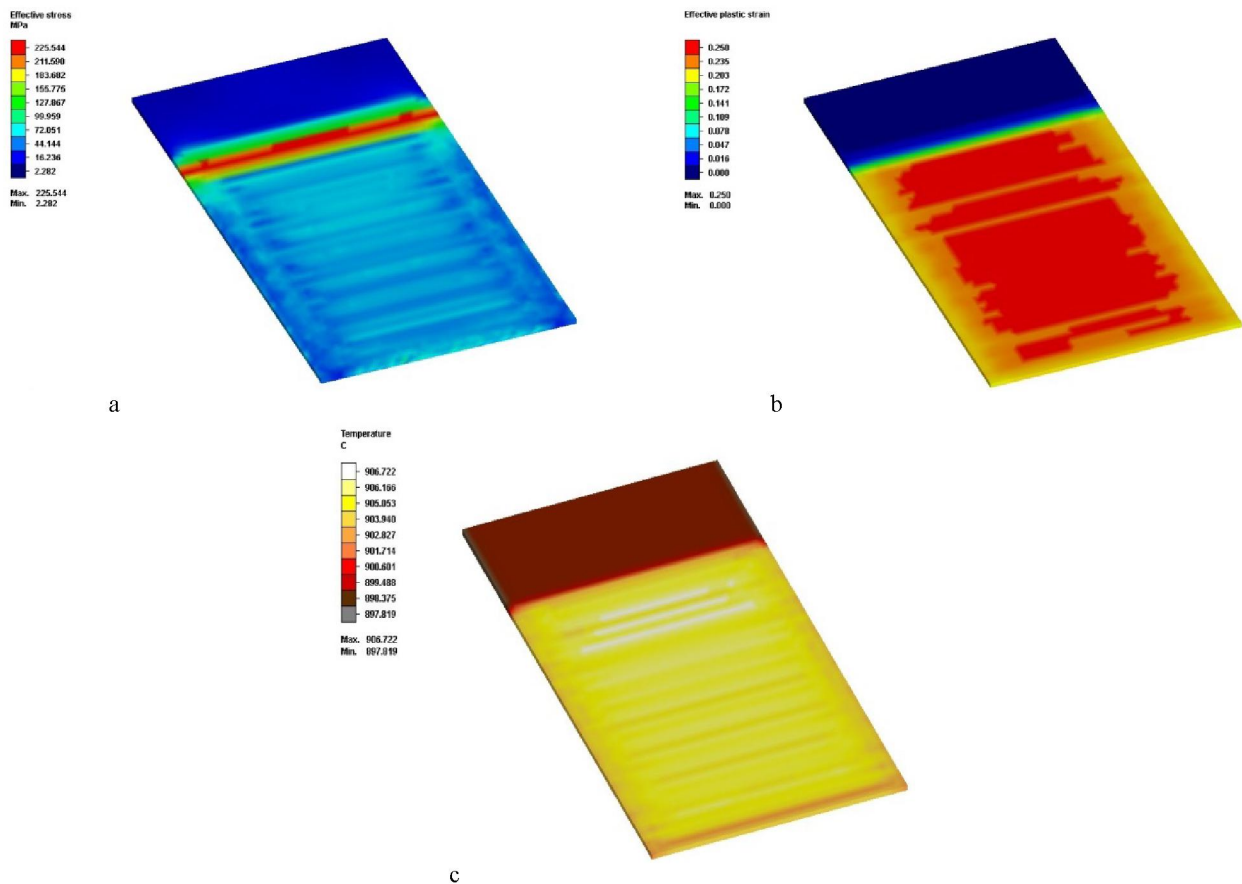 Effective stress
MPa
225.544
211.590
183.682
155.775
127.867
99.959
72.051
44.144
16.236
2.282
Max. 225.544
Min. 2.282
a
Effective plastic strain
0.250
0.235
0.203
0.172
0.141
0.109
0.078
0.047
0.016
0.000
Max. 0.250
Min. 0.000
b
Temperature
C
906.722
906.166
905.053
903.940
902.827
901.714
900.601
899.488
898.375
897.819
Max. 906.722
Min. 897.819
c